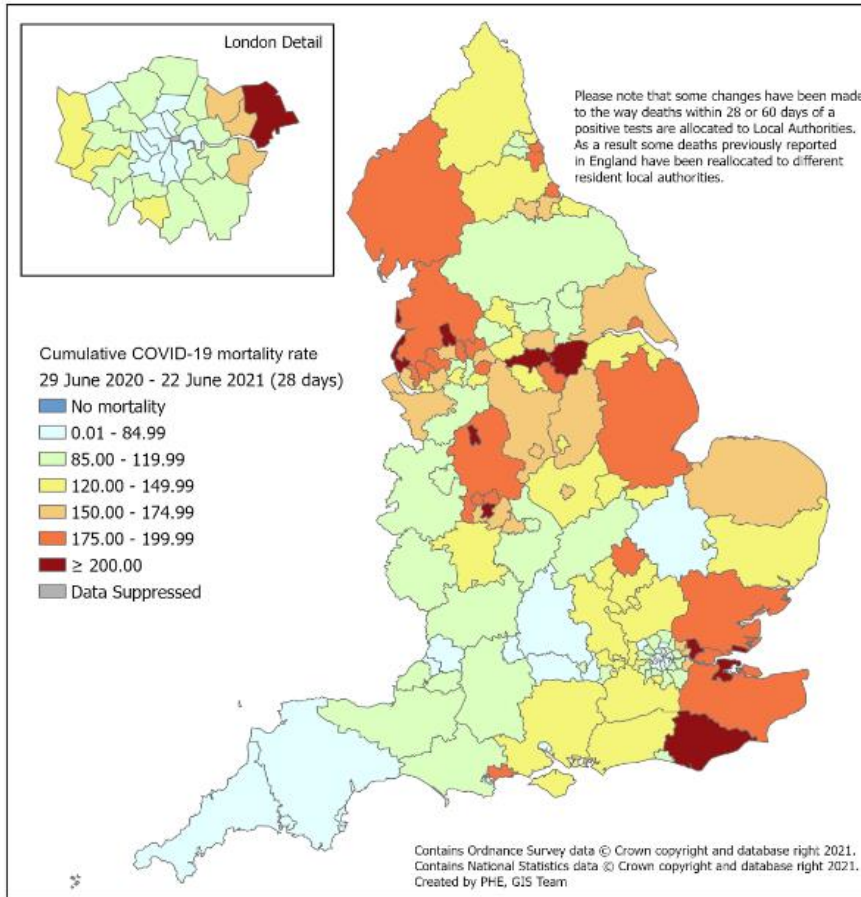 London Detail
Please note that some changes have been made
to the way deaths within 28 or 60 days of a
positive tests are allocated to Local Authorities.
As a result some deaths previously reported
in England have been reallocated to different
resident local authorities.
Cumulative COVID-19 mortality rate
29 June 2020 - 22 June 2021 (28 days)
No mortality
0.01 - 84.99
85.00 - 119.99
120.00 - 149.99
150.00 - 174.99
175.00 - 199.99
≥ 200.00
Data Suppressed
Contains Ordnance Survey data © Crown copyright and database right 2021.
Contains National Statistics data © Crown copyright and database right 2021.
Created by PHE, GIS Team